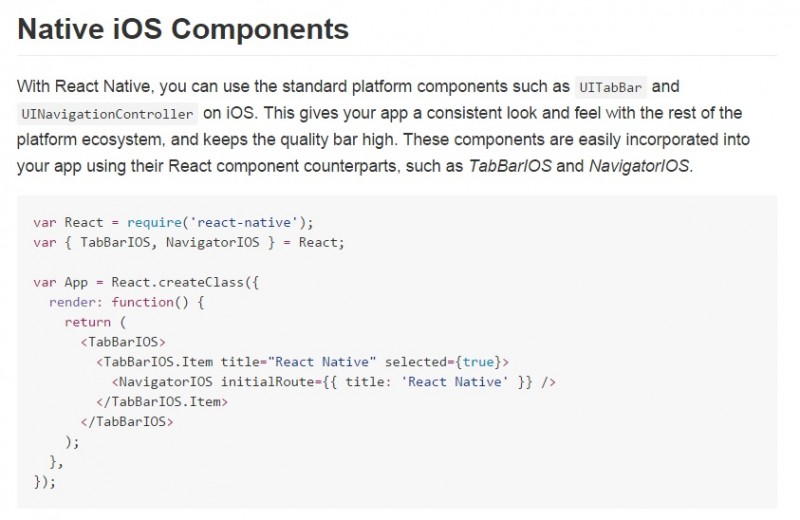 Native iOS Components
With React Native, you can use the standard platform components such as UITabBar and
UINavigationController on iOS. This gives your app a consistent look and feel with the rest of the
platform ecosystem, and keeps the quality bar high. These components are easily incorporated into
your app using their React component counterparts, such as TabBarIOS and NavigatorIOS.
var React = require('react-native');
var { TabBarIOS, NavigatorIOS } = React;

var App = React.createClass({
  render: function() {
    return (
      <TabBarIOS>
        <TabBarIOS.Item title="React Native" selected={true}>
          <NavigatorIOS initialRoute={{ title: 'React Native' }} />
        </TabBarIOS.Item>
      </TabBarIOS>
    );
  },
});